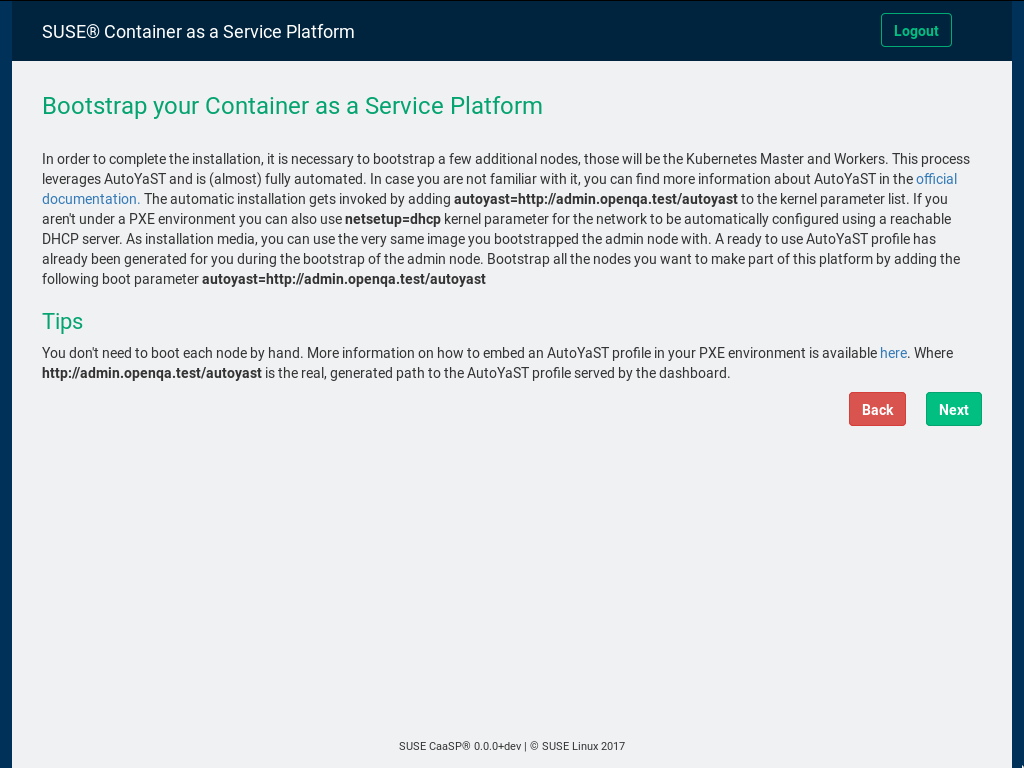 SUSE® Container as a Service Platform
Logout
Bootstrap your Container as a Service Platform
In order to complete the installation, it is necessary to bootstrap a few additional nodes, those will be the Kubernetes Master and Workers. This process
leverages AutoYaST and is (almost) fully automated. In case you are not familiar with it, you can find more information about AutoYaST in the official
documentation. The automatic installation gets invoked by adding autoyast=http://admin.openqa.test/autoyast to the kernel parameter list. If you
aren't under a PXE environment you can also use netsetup=dhcp kernel parameter for the network to be automatically configured using a reachable
DHCP server. As installation media, you can use the very same image you bootstrapped the admin node with. A ready to use AutoYaST profile has
already been generated for you during the bootstrap of the admin node. Bootstrap all the nodes you want to make part of this platform by adding the
following boot parameter autoyast=http://admin.openqa.test/autoyast
Tips
You don't need to boot each node by hand. More information on how to embed an AutoYaST profile in your PXE environment is available here. Where
http://admin.openqa.test/autoyast is the real, generated path to the AutoYaST profile served by the dashboard.
Back
Next
SUSE CaaSP® 0.0.0+dev | © SUSE Linux 2017